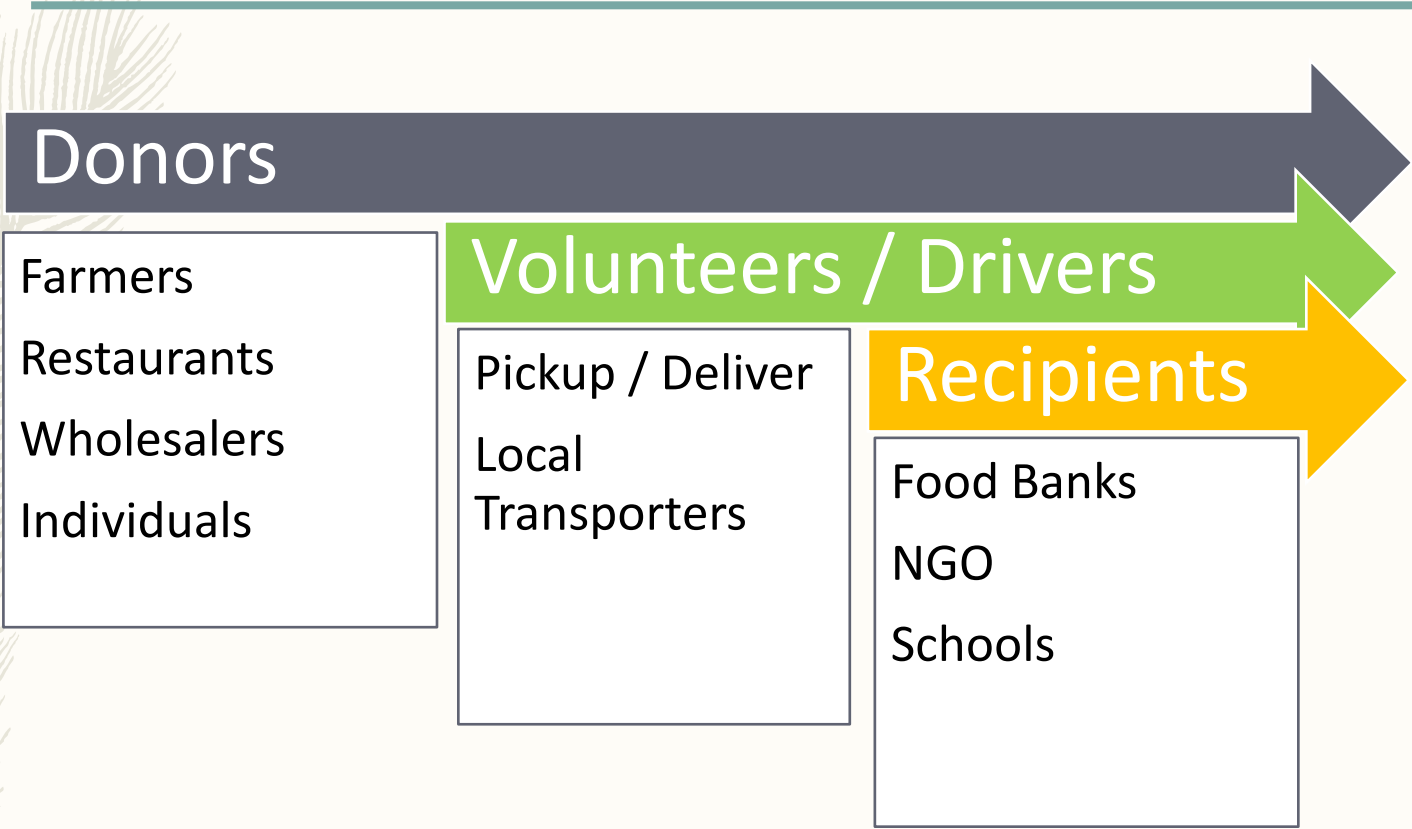 Donors
Farmers
Restaurants
Wholesalers
Individuals
Volunteers / Drivers
Pickup / Deliver
Local
Transporters
Recipients
Food Banks
NGO
Schools